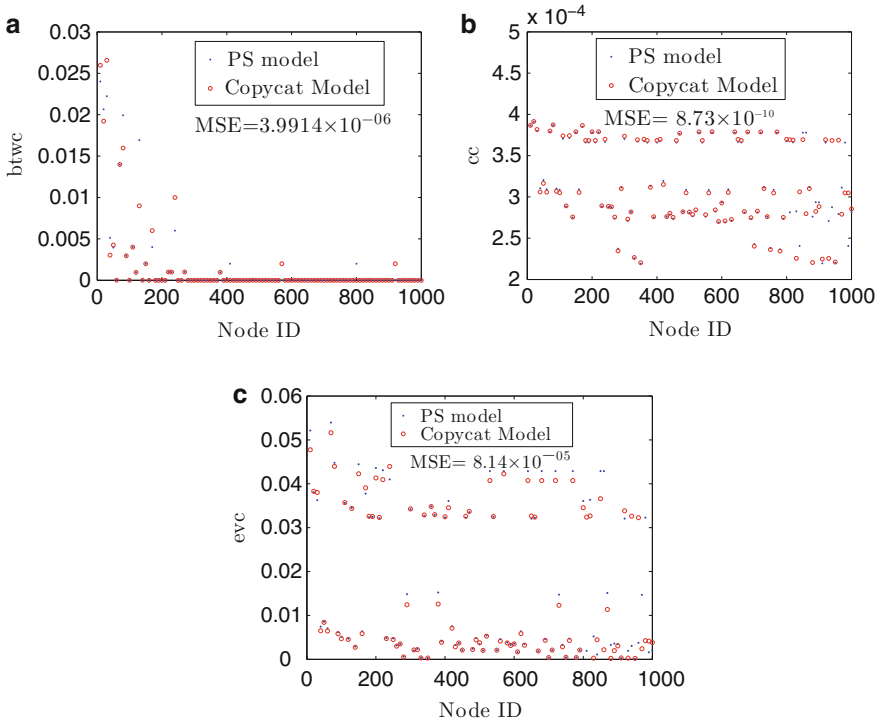 a
0.03
0.025
0.02
0.015
0.01
0.005
0
btwc
PS model
Copycat Model
MSE=3.9914×10⁻⁰⁶
0 200 400 600 800 1000
Node ID
b
x 10⁻⁴
5
4.5
4
3.5
3
2.5
2
cc
PS model
Copycat Model
MSE= 8.73×10⁻¹⁰
0 200 400 600 800 1000
Node ID
c
0.06
0.05
0.04
0.03
0.02
0.01
0
evc
PS model
Copycat Model
MSE= 8.14×10⁻⁰⁵
0 200 400 600 800 1000
Node ID